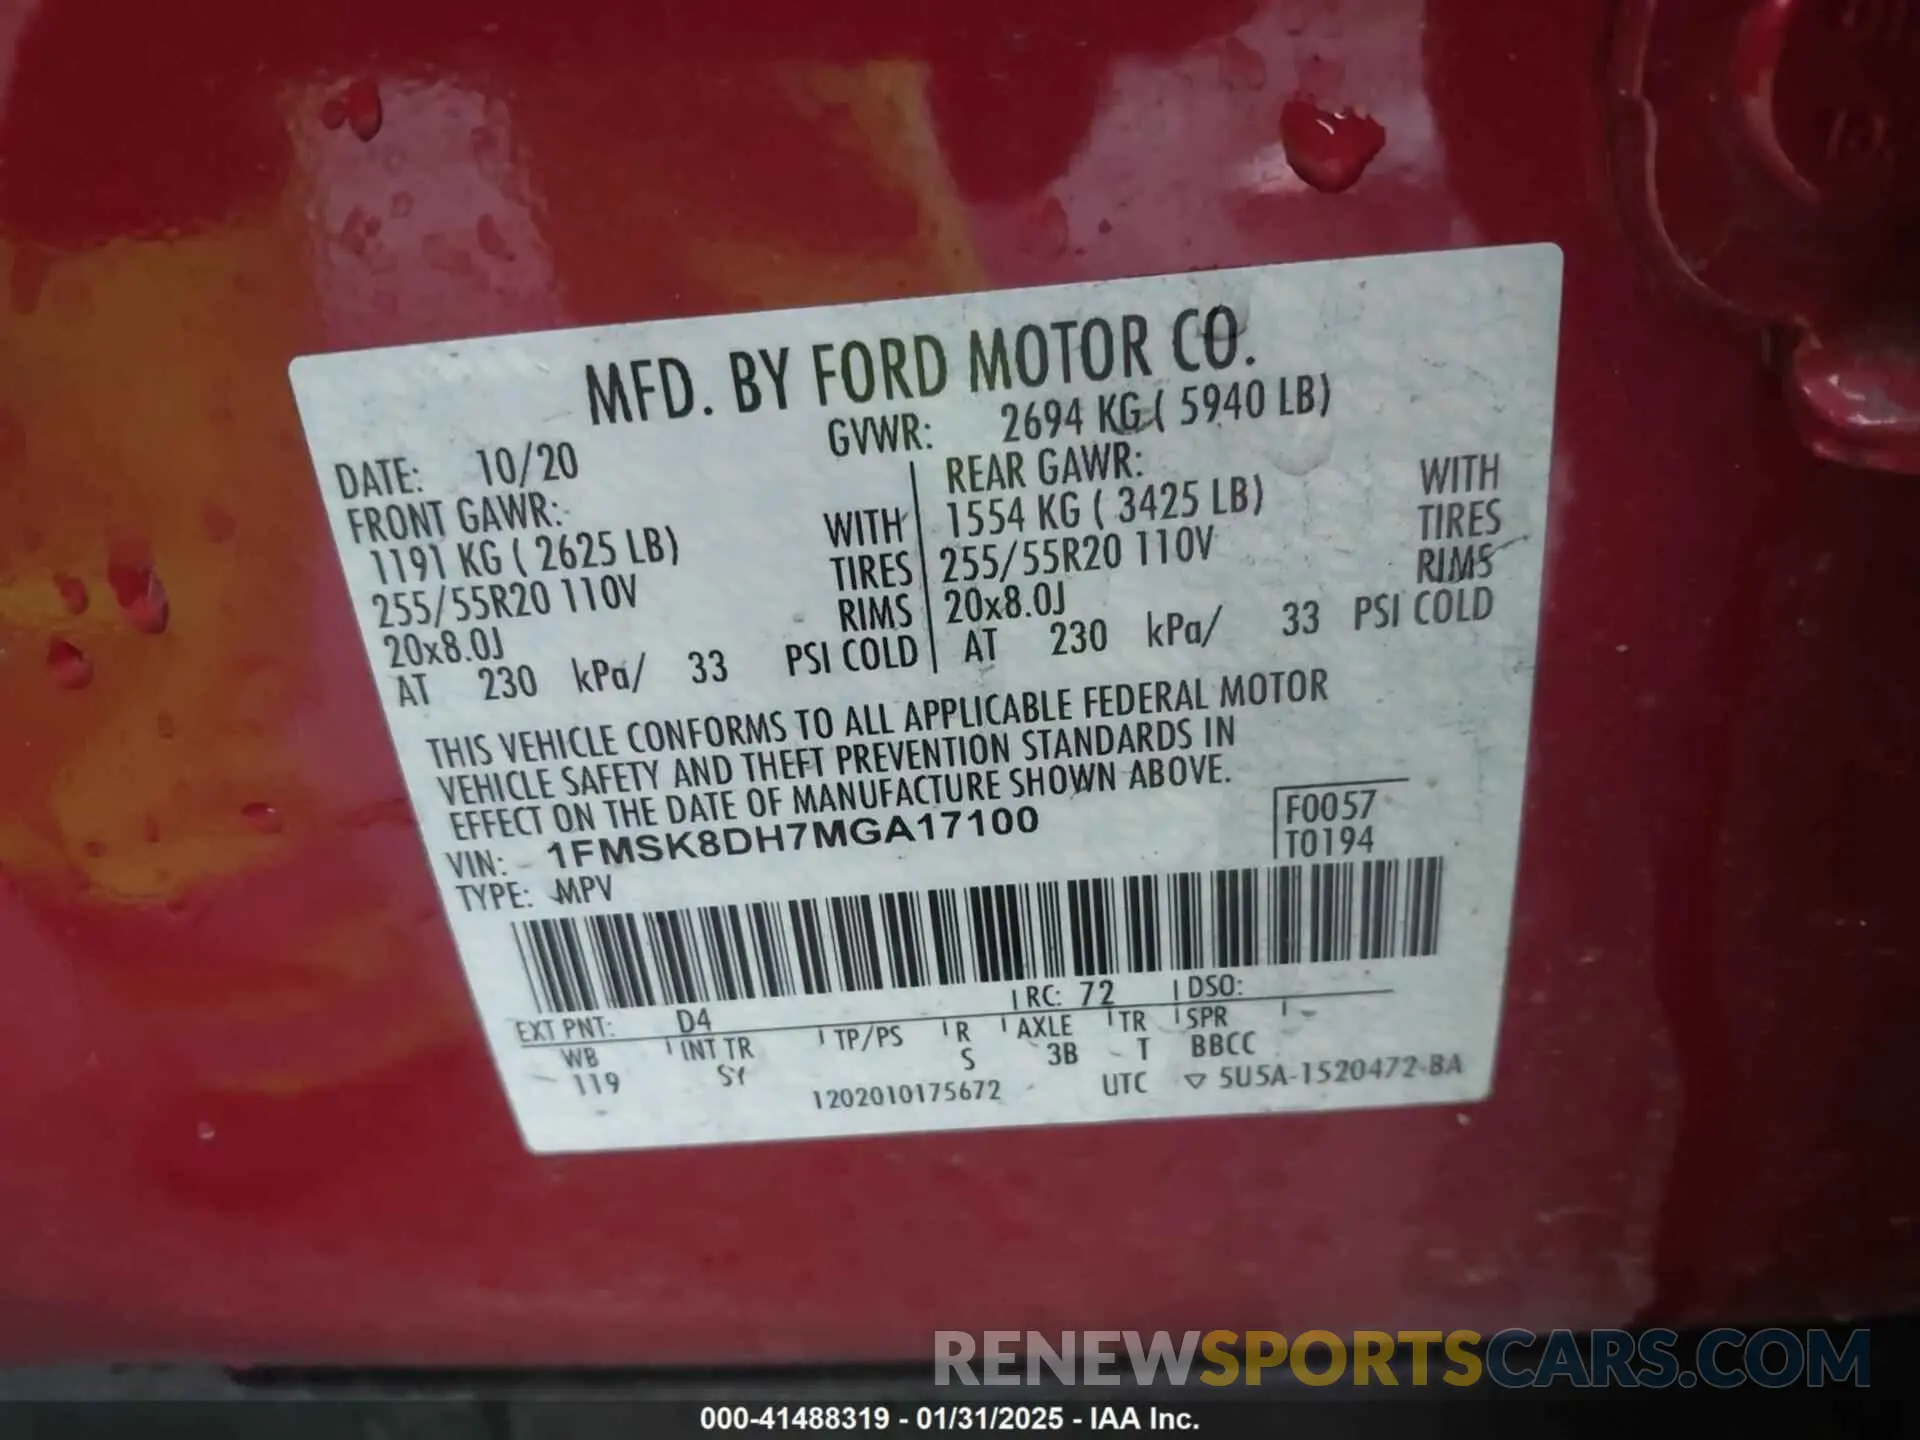 MFD. BY FORD MOTOR CO.
DATE: 10/20 GVWR: 2694 KG ( 5940 LB)
FRONT GAWR: REAR GAWR:
1191 KG ( 2625 LB) WITH 1554 KG ( 3425 LB) WITH
255/55R20 110V TIRES 255/55R20 110V TIRES
20x8.0J RIMS 20x8.0J RIMS
AT 230 kPa/ 33 PSI COLD AT 230 kPa/ 33 PSI COLD
THIS VEHICLE CONFORMS TO ALL APPLICABLE FEDERAL MOTOR
VEHICLE SAFETY AND THEFT PREVENTION STANDARDS IN
EFFECT ON THE DATE OF MANUFACTURE SHOWN ABOVE.
VIN: 1FMSK8DH7MGA17100 F0057
TYPE: MPV T0194
EXT PNT: D4 RC: 72 DSO:
WB INT TR TP/PS R AXLE TR SPR
119 SY S 3B T BBCC
1202010175672 UTC ▽ 5U5A-1520472-BA
RENEWSPORTSCARS.COM
000-41488319 - 01/31/2025 - IAA Inc.